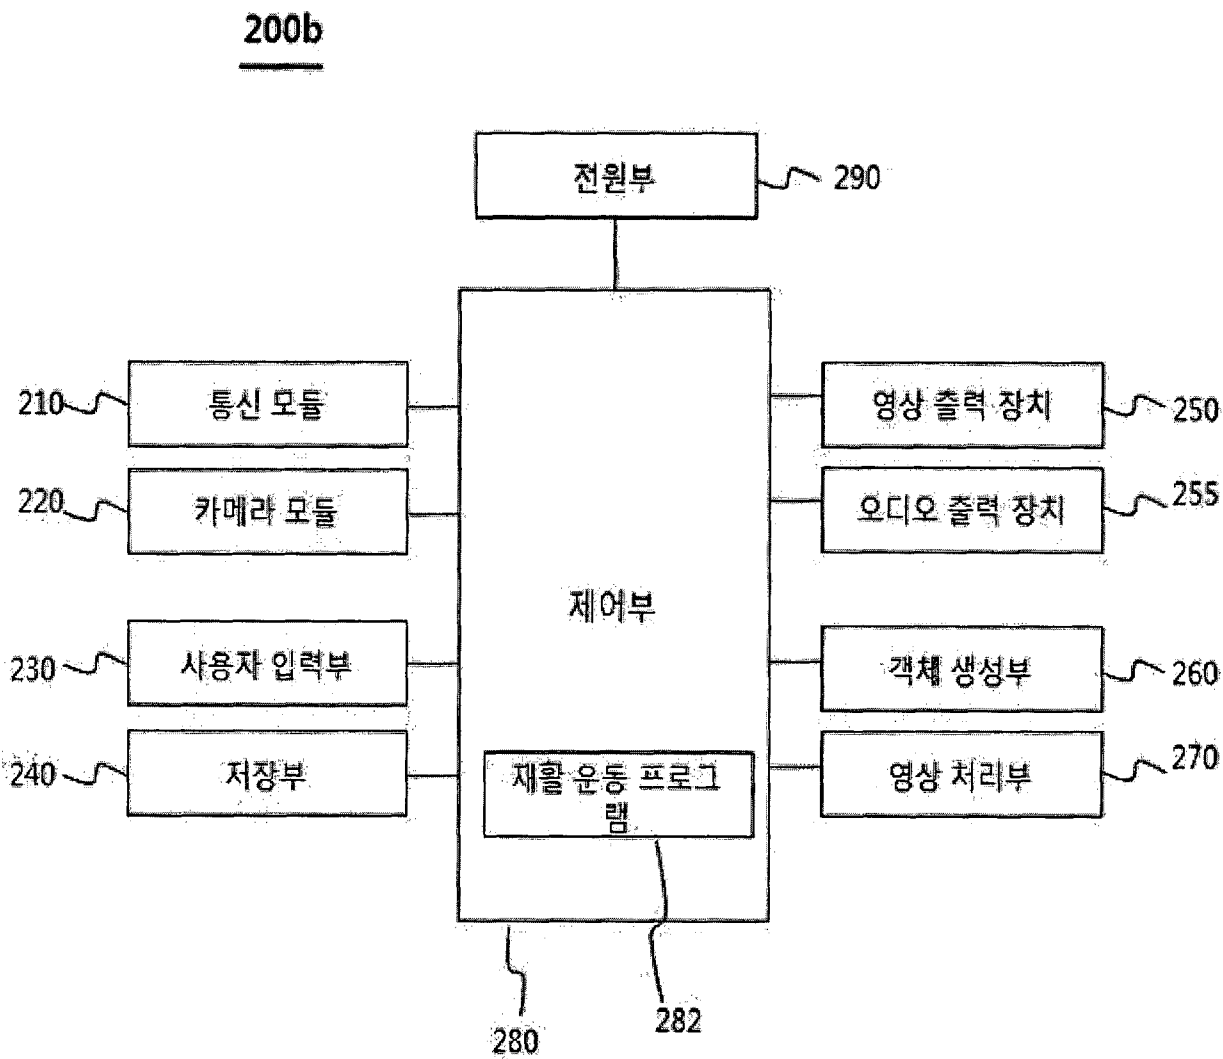 200b
전원부
290
210
통신 모듈
영상 출력 장치
250
220
카메라 모듈
오디오 출력 장치
255
제어부
230
사용자 입력부
객체 생성부
260
240
저장부
재활 운동 프로그
램
영상 처리부
270
280
282